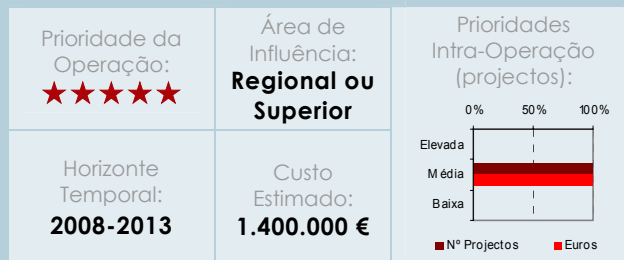 Prioridade da
Operação:
★★★★★
Área de
Influência:
Regional ou
Superior
Prioridades
Intra-Operação
(projectos):
0% 50% 100%
Elevada
Média
Baixa
Nº Projectos Euros
Horizonte
Temporal:
2008-2013
Custo
Estimado:
1.400.000 €